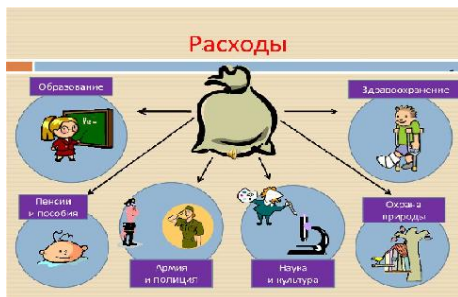 Расходы
Образование
Здравоохранение
Пенсии
и пособия
Охрана
природы
Армия
и полиция
Наука
и культура